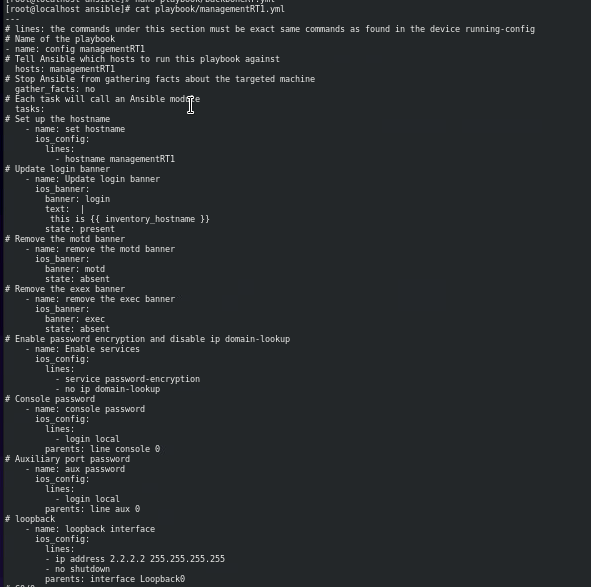 [root@localhost ansible]# nano playbook/backboneRT.yml
[root@localhost ansible]# cat playbook/managementRT1.yml
---
# lines: the commands under this section must be exact same commands as found in the device running-config
# Name of the playbook
- name: config managementRT1
# Tell Ansible which hosts to run this playbook against
  hosts: managementRT1
# Stop Ansible from gathering facts about the targeted machine
  gather_facts: no
# Each task will call an Ansible module
  tasks:
# Set up the hostname
    - name: set hostname
      ios_config:
        lines:
          - hostname managementRT1
# Update login banner
    - name: Update login banner
      ios_banner:
        banner: login
        text:  |
         this is {{ inventory_hostname }}
        state: present
# Remove the motd banner
    - name: remove the motd banner
      ios_banner:
        banner: motd
        state: absent
# Remove the exex banner
    - name: remove the exec banner
      ios_banner:
        banner: exec
        state: absent
# Enable password encryption and disable ip domain-lookup
    - name: Enable services
      ios_config:
        lines:
          - service password-encryption
          - no ip domain-lookup
# Console password
    - name: console password
      ios_config:
        lines:
          - login local
        parents: line console 0
# Auxiliary port password
    - name: aux password
      ios_config:
        lines:
          - login local
        parents: line aux 0
# loopback
    - name: loopback interface
      ios_config:
        lines:
        - ip address 2.2.2.2 255.255.255.255
        - no shutdown
        parents: interface Loopback0